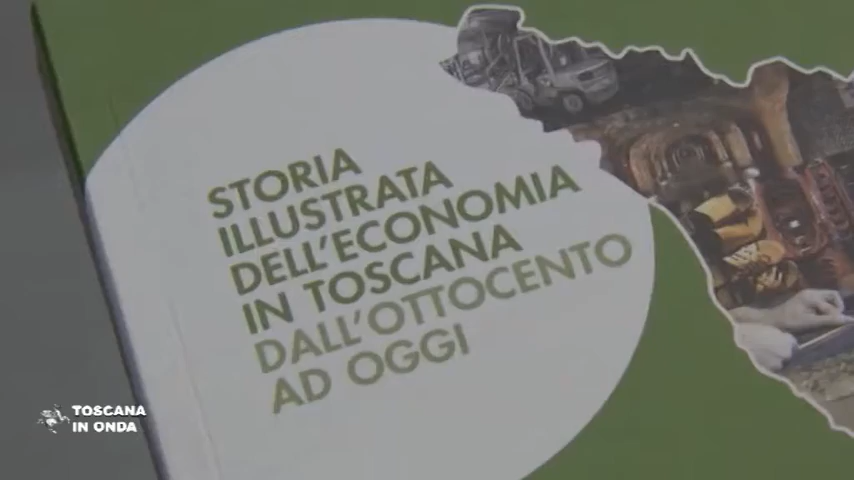 STORIA
ILLUSTRATA
DELL'ECONOMIA
IN TOSCANA
DALL'OTTOCENTO
AD OGGI
TOSCANA
IN ONDA